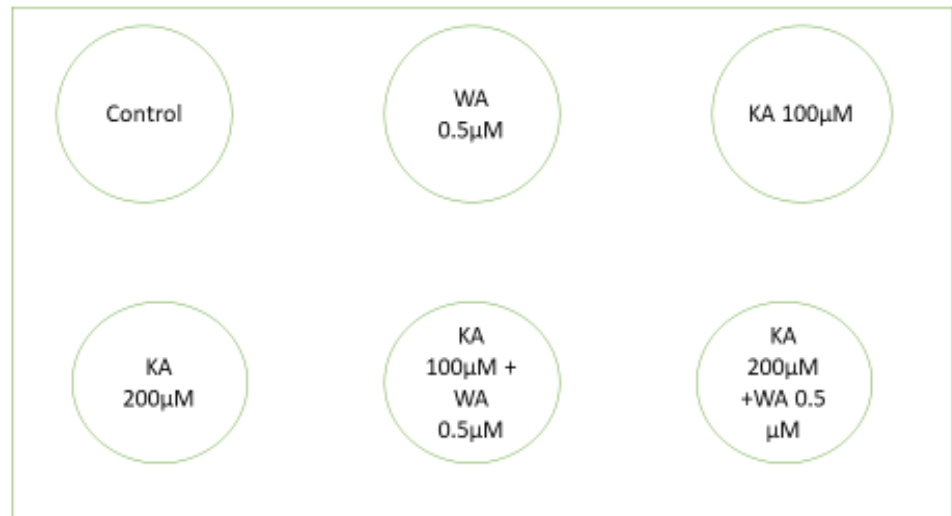 Control
WA
0.5µM
KA 100µM
KA
200µM
KA
100µM +
WA
0.5µM
KA
200µM
+WA 0.5
µM